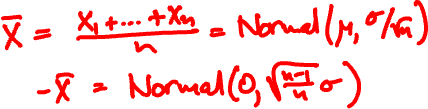 X̄ = (X₁+...+Xₙ)/n = Normal(μ, σ/√n)
-X̄ = Normal(0, √((n-1)/n) σ)